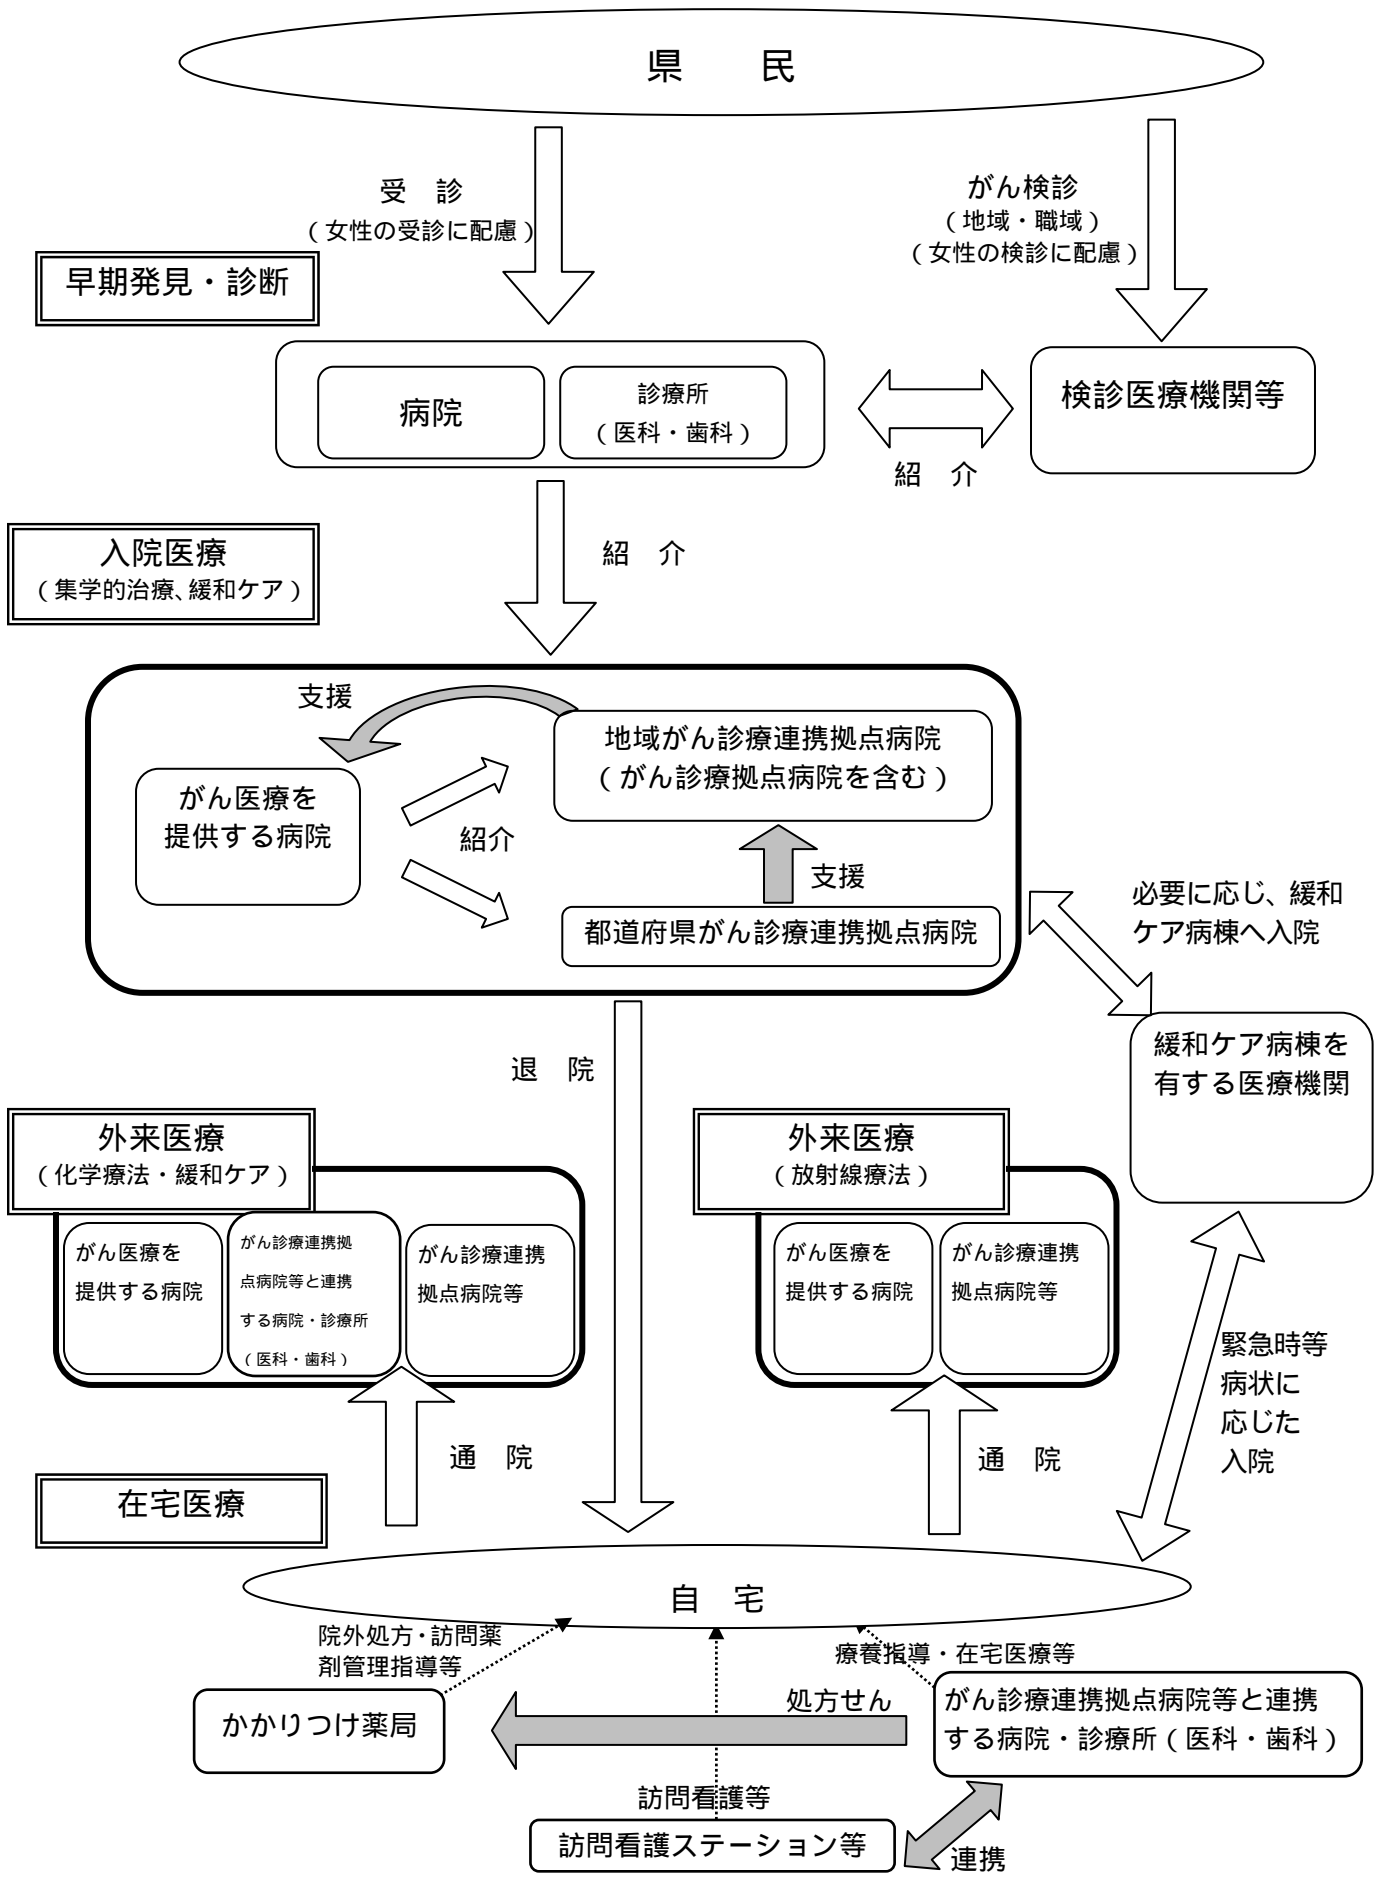 県　民
受　診
（女性の受診に配慮）
がん検診
（地域・職域）
（女性の検診に配慮）
早期発見・診断
病院
診療所
（医科・歯科）
検診医療機関等
紹　介
入院医療
（集学的治療、緩和ケア）
紹　介
支援
地域がん診療連携拠点病院
（がん診療拠点病院を含む）
がん医療を
提供する病院
紹介
支援
都道府県がん診療連携拠点病院
必要に応じ、緩和
ケア病棟へ入院
緩和ケア病棟を
有する医療機関
退　院
外来医療
（化学療法・緩和ケア）
がん医療を
提供する病院
がん診療連携拠
点病院等と連携
する病院・診療所
（医科・歯科）
がん診療連携
拠点病院等
外来医療
（放射線療法）
がん医療を
提供する病院
がん診療連携
拠点病院等
緊急時等
病状に
応じた
入院
通　院
通　院
在宅医療
自　宅
院外処方・訪問薬
剤管理指導等
療養指導・在宅医療等
かかりつけ薬局
処方せん
がん診療連携拠点病院等と連携
する病院・診療所（医科・歯科）
訪問看護等
訪問看護ステーション等
連携